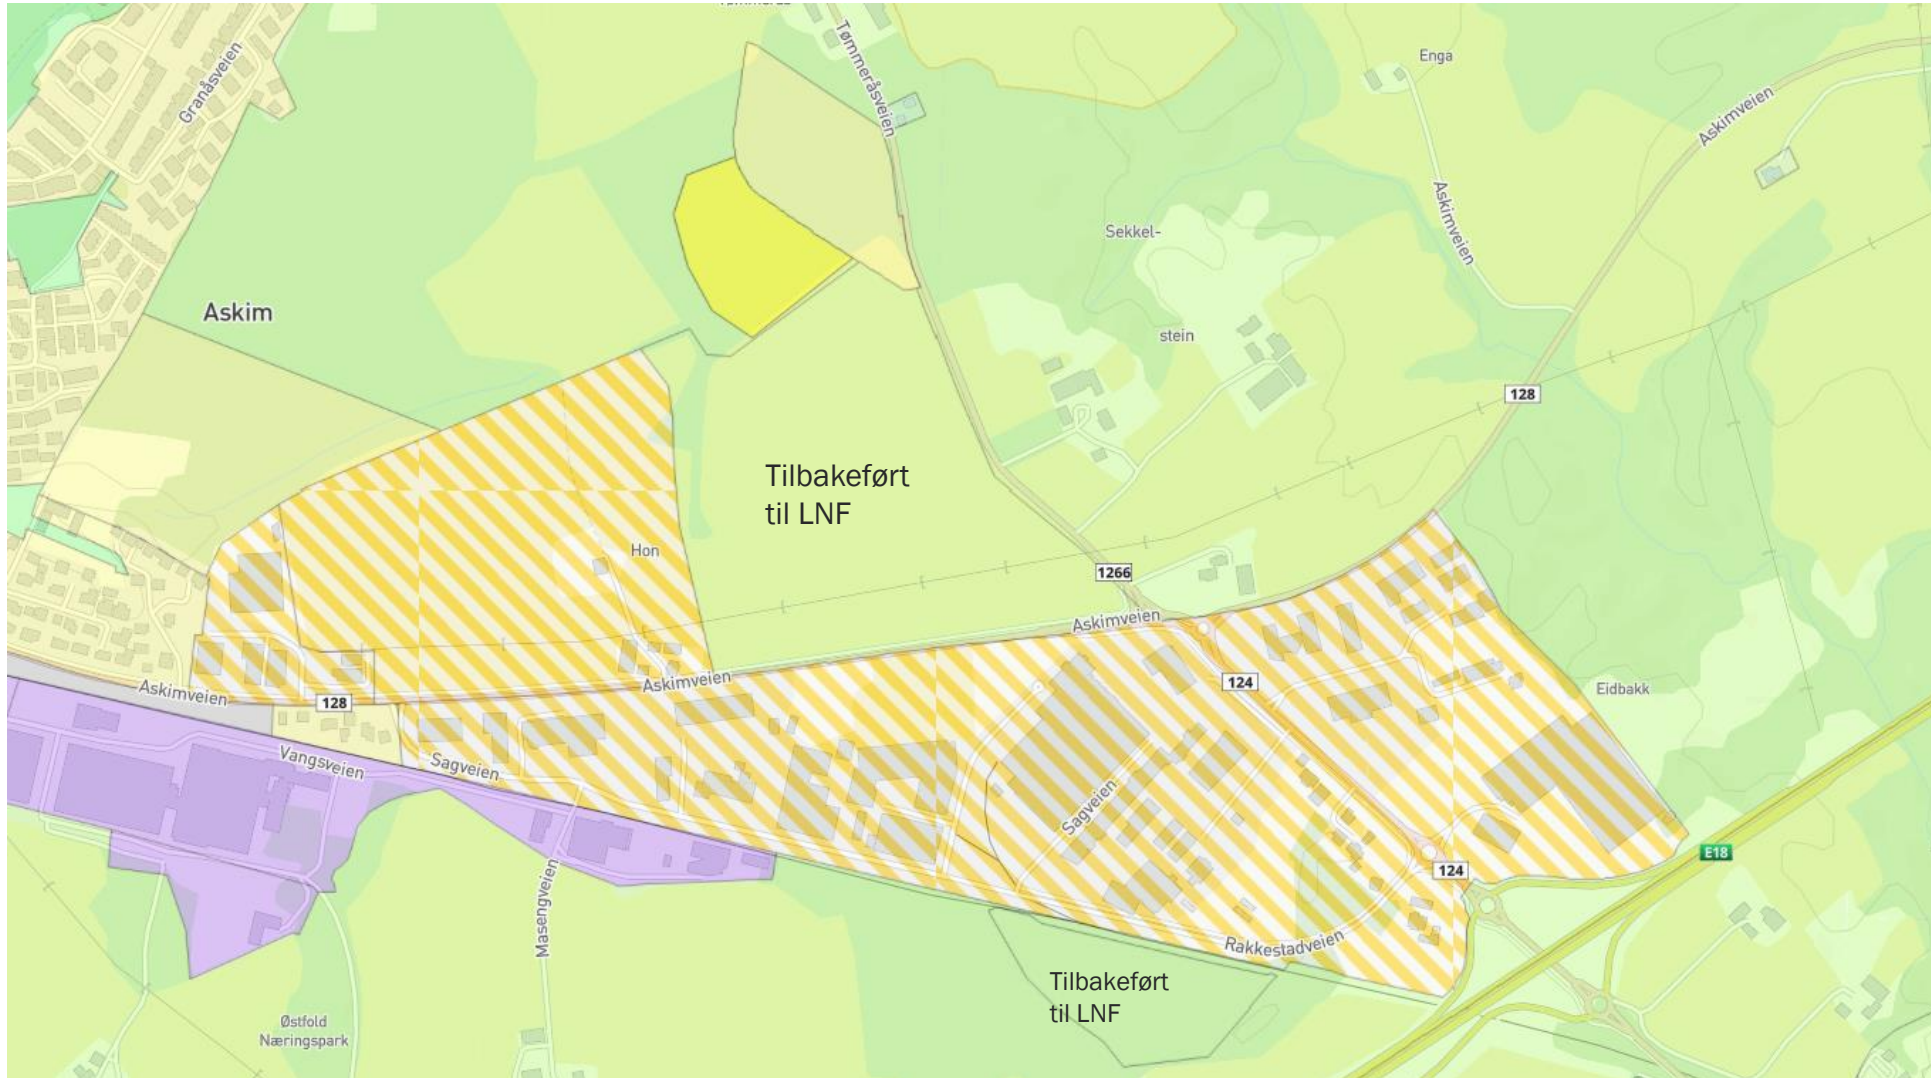 Tømmeråsveien
Enga
Granåsveien
Askimveien
Askimveien
Sekkel-
stein
Askim
128
Tilbakeført
til LNF
Hon
1266
Askimveien
Askimveien
Askimveien
128
124
Eidbakk
Vangsveien
Sagveien
Sagveien
E18
124
Masengveien
Rakkestadveien
Tilbakeført
til LNF
Østfold
Næringspark